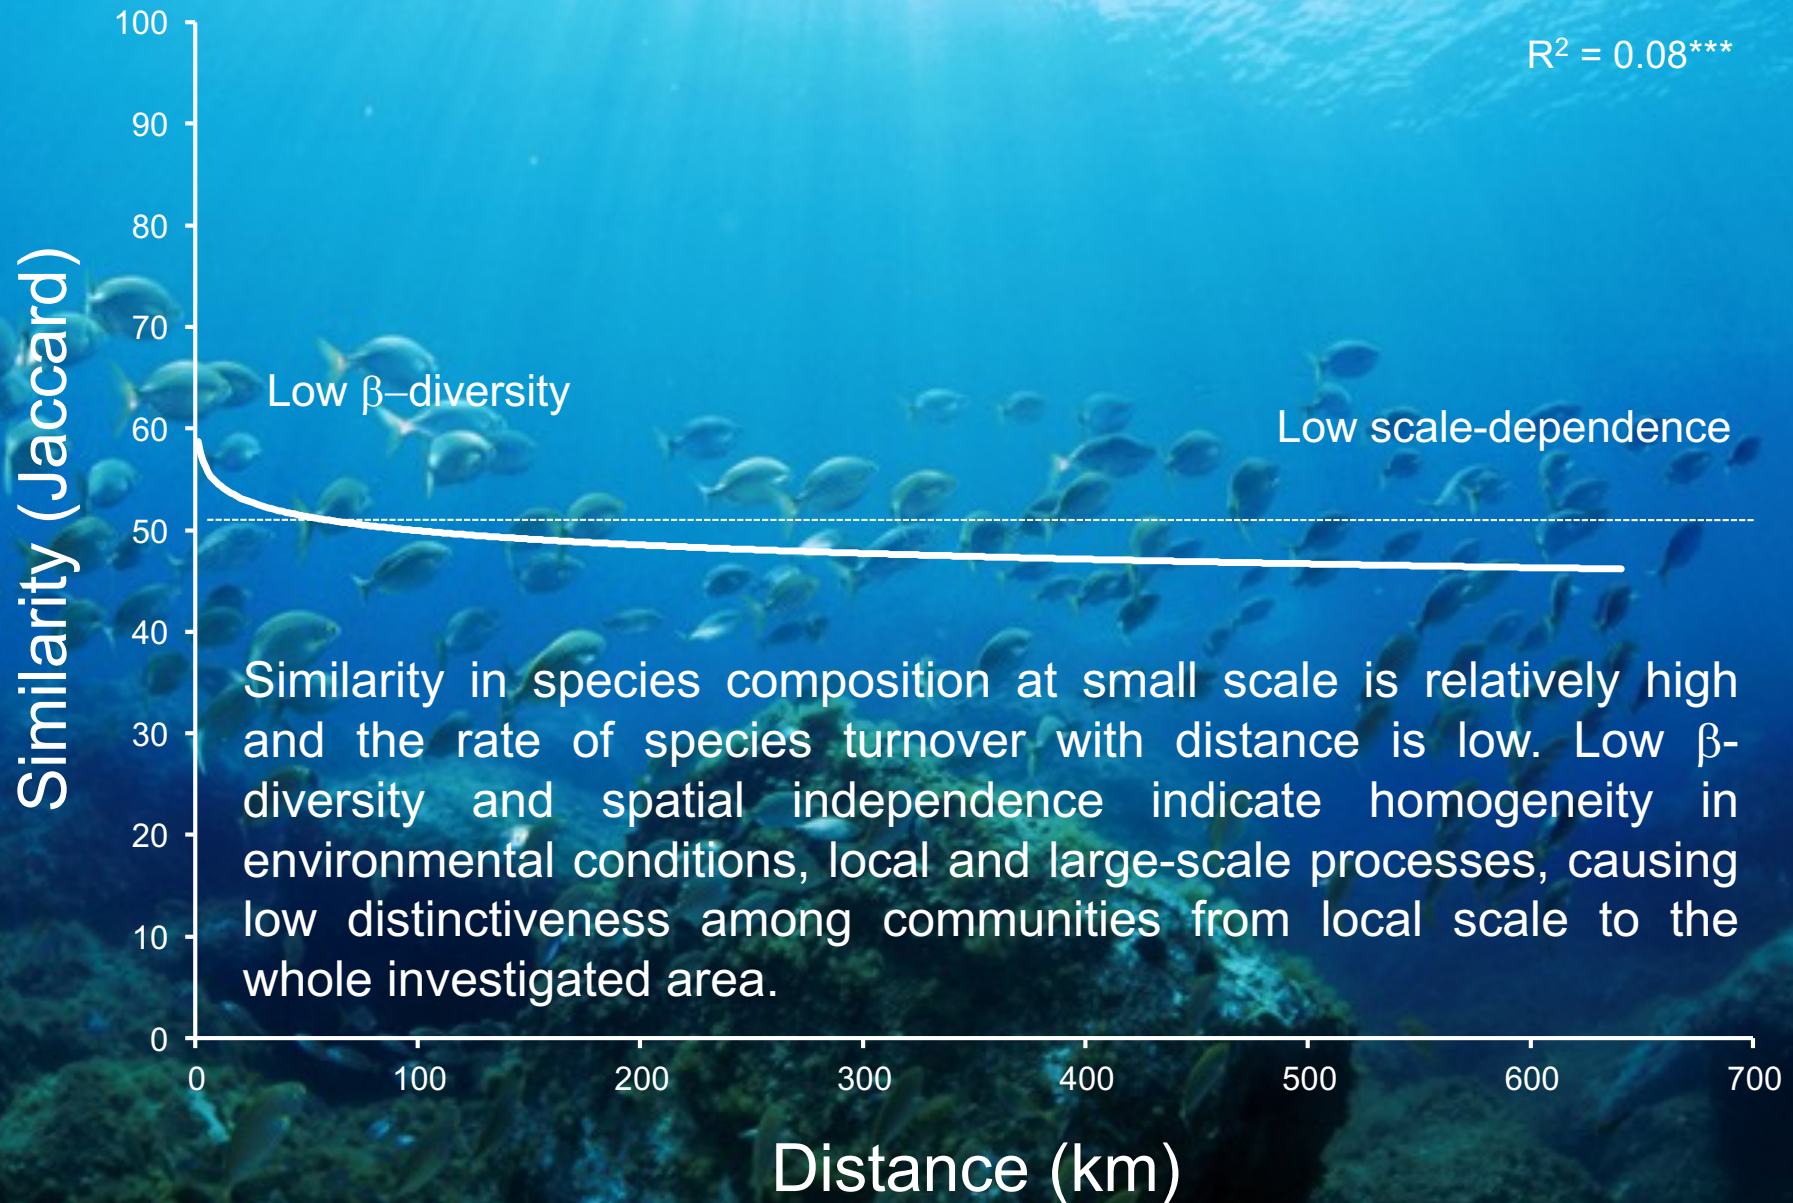 100
R² = 0.08***
90
80
70
Low β–diversity
60
Low scale-dependence
50
40
Similarity in species composition at small scale is relatively high
and the rate of species turnover with distance is low. Low β-
30
diversity and spatial independence indicate homogeneity in
20
environmental conditions, local and large-scale processes, causing
low distinctiveness among communities from local scale to the
10
whole investigated area.
0
Similarity (Jaccard)
0 100 200 300 400 500 600 700
Distance (km)